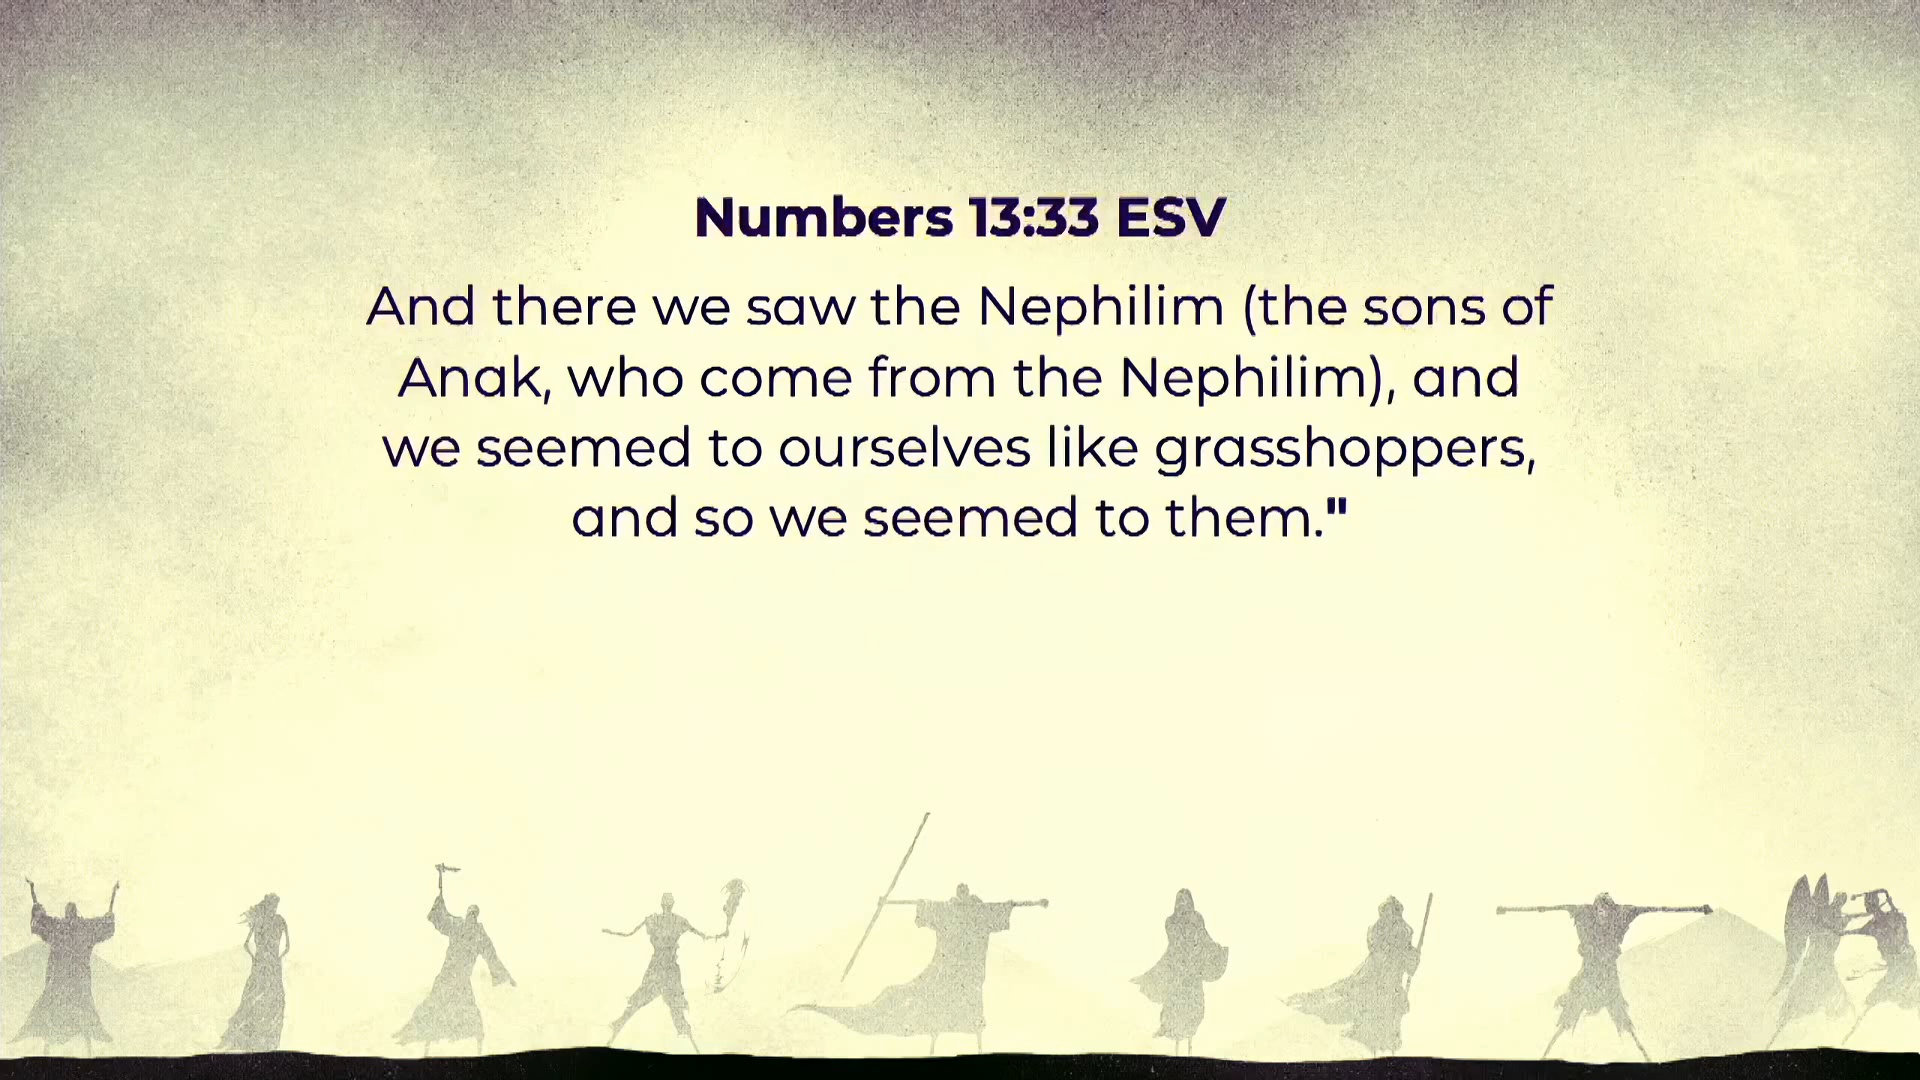 Numbers 13:33 ESV
And there we saw the Nephilim (the sons of
Anak, who come from the Nephilim), and
we seemed to ourselves like grasshoppers,
and so we seemed to them."